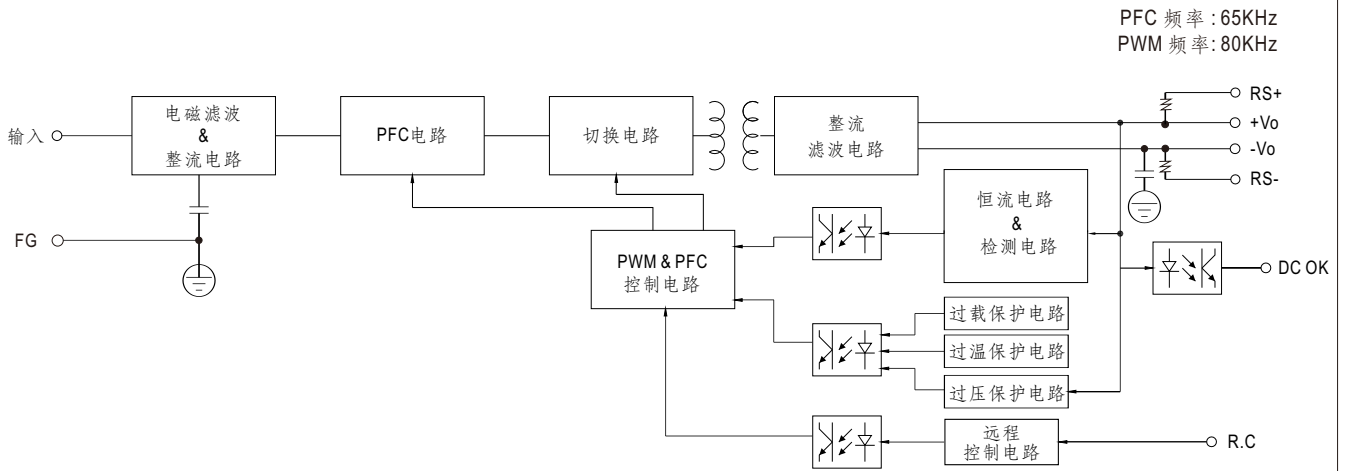 PFC 频率 : 65KHz
PWM 频率: 80KHz
输入
电磁滤波
&
整流电路
PFC电路
切换电路
整流
滤波电路
RS+
+Vo
-Vo
RS-
FG
PWM & PFC
控制电路
恒流电路
&
检测电路
DC OK
过载保护电路
过温保护电路
过压保护电路
远程
控制电路
R.C